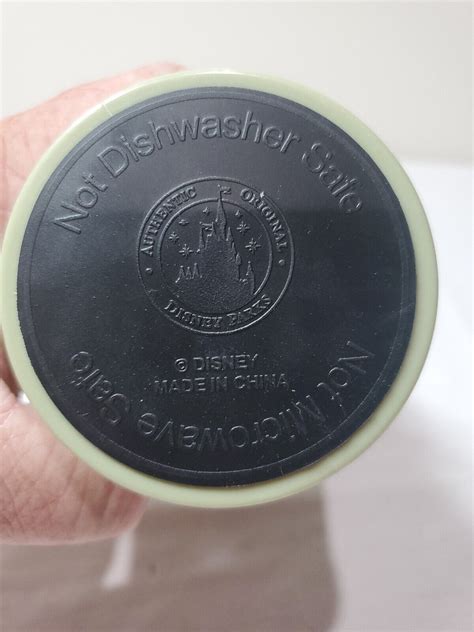 Not Dishwasher Safe
· AUTHENTIC · ORIGINAL ·
DISNEY PARKS
© DISNEY
MADE IN CHINA
Not Microwave Safe